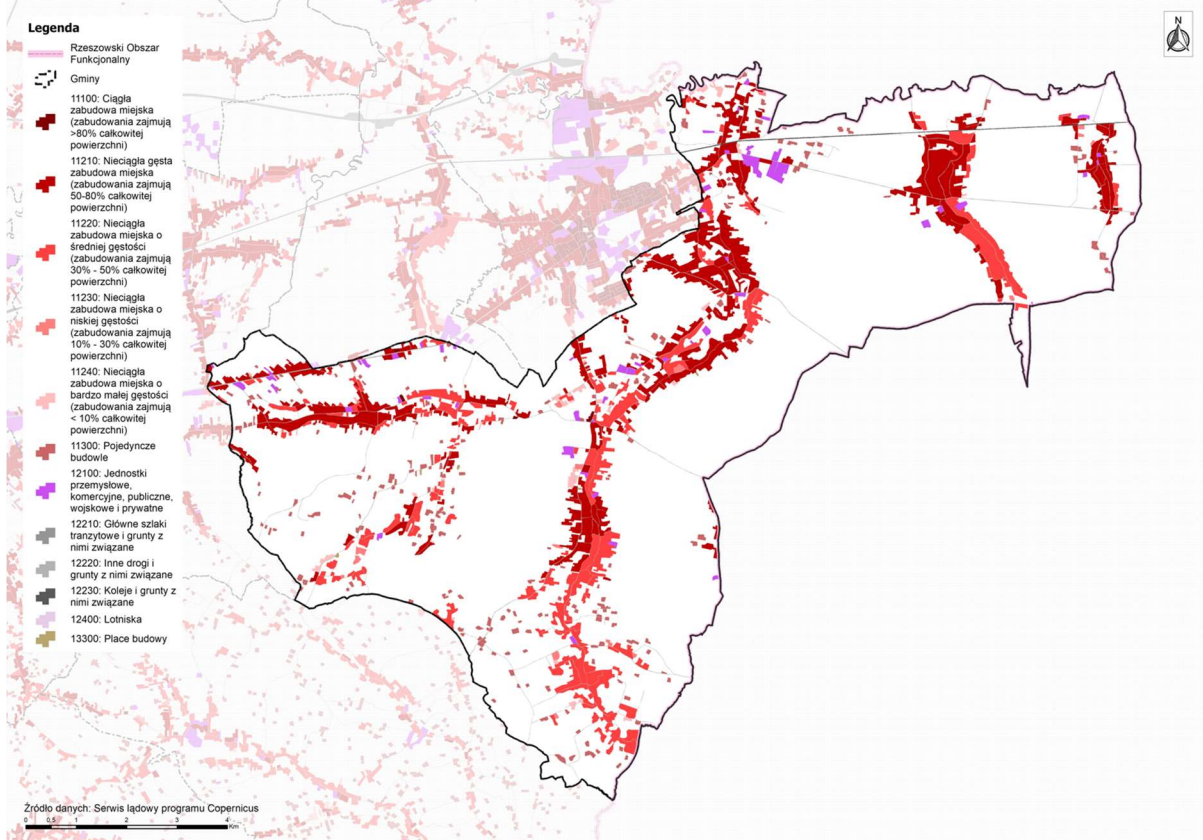 Legenda
Rzeszowski Obszar
Funkcjonalny
Gminy
11100: Ciągła
zabudowa miejska
(zabudowania zajmują
>80% całkowitej
powierzchni)
11210: Nieciągła gęsta
zabudowa miejska
(zabudowania zajmują
50-80% całkowitej
powierzchni)
11220: Nieciągła
zabudowa miejska o
średniej gęstości
(zabudowania zajmują
30% - 50% całkowitej
powierzchni)
11230: Nieciągła
zabudowa miejska o
niskiej gęstości
(zabudowania zajmują
10% - 30% całkowitej
powierzchni)
11240: Nieciągła
zabudowa miejska o
bardzo małej gęstości
(zabudowania zajmują
< 10% całkowitej
powierzchni)
11300: Pojedyncze
budowle
12100: Jednostki
przemysłowe,
komercyjne, publiczne,
wojskowe i prywatne
12210: Główne szlaki
tranzytowe i grunty z
nimi związane
12220: Inne drogi i
grunty z nimi związane
12230: Koleje i grunty z
nimi związane
12400: Lotniska
13300: Place budowy
N
Źródło danych: Serwis lądowy programu Copernicus
0 0,5 1 2 3 4
Km